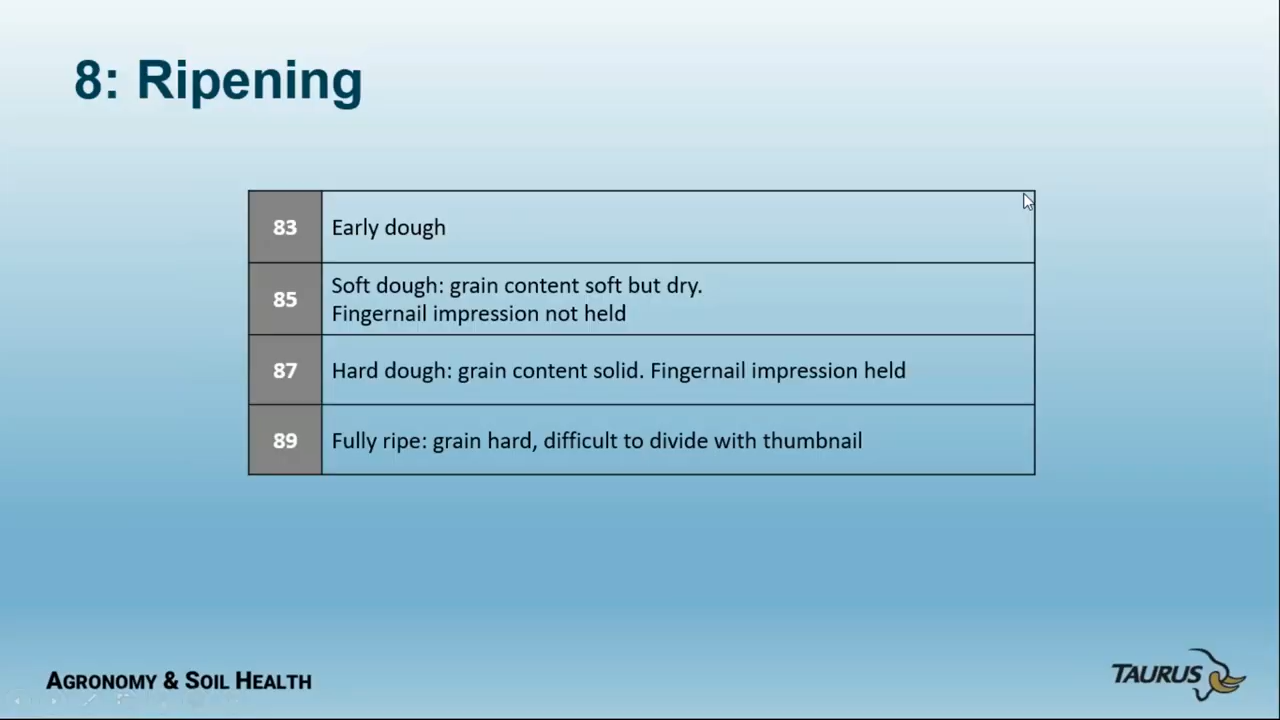 8: Ripening
83 Early dough
85 Soft dough: grain content soft but dry.
Fingernail impression not held
87 Hard dough: grain content solid. Fingernail impression held
89 Fully ripe: grain hard, difficult to divide with thumbnail
AGRONOMY & SOIL HEALTH
TAURUS